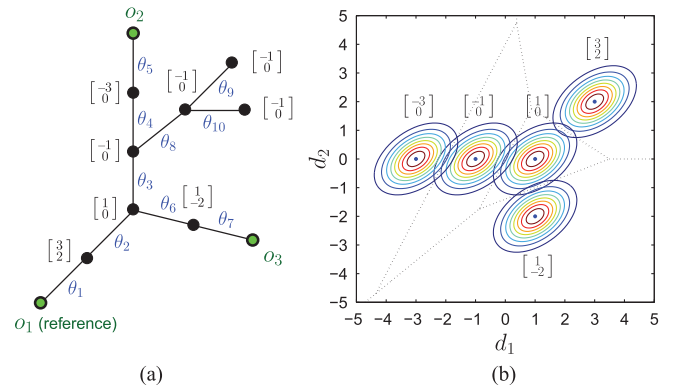 (a)
o₂
θ₅
[-3 0]
θ₄
[-1 0]
[-1 0]
θ₉
θ₁₀
[-1 0]
[-1 0]
θ₈
θ₃
[1 0]
θ₆
[1 -2]
θ₇
o₃
[3 2]
θ₂
θ₁
o₁ (reference)
(b)
5
4
3
2
1
0
-1
-2
-3
-4
-5
d₂
[3 2]
[-3 0]
[-1 0]
[1 0]
[1 -2]
-5 -4 -3 -2 -1 0 1 2 3 4 5
d₁